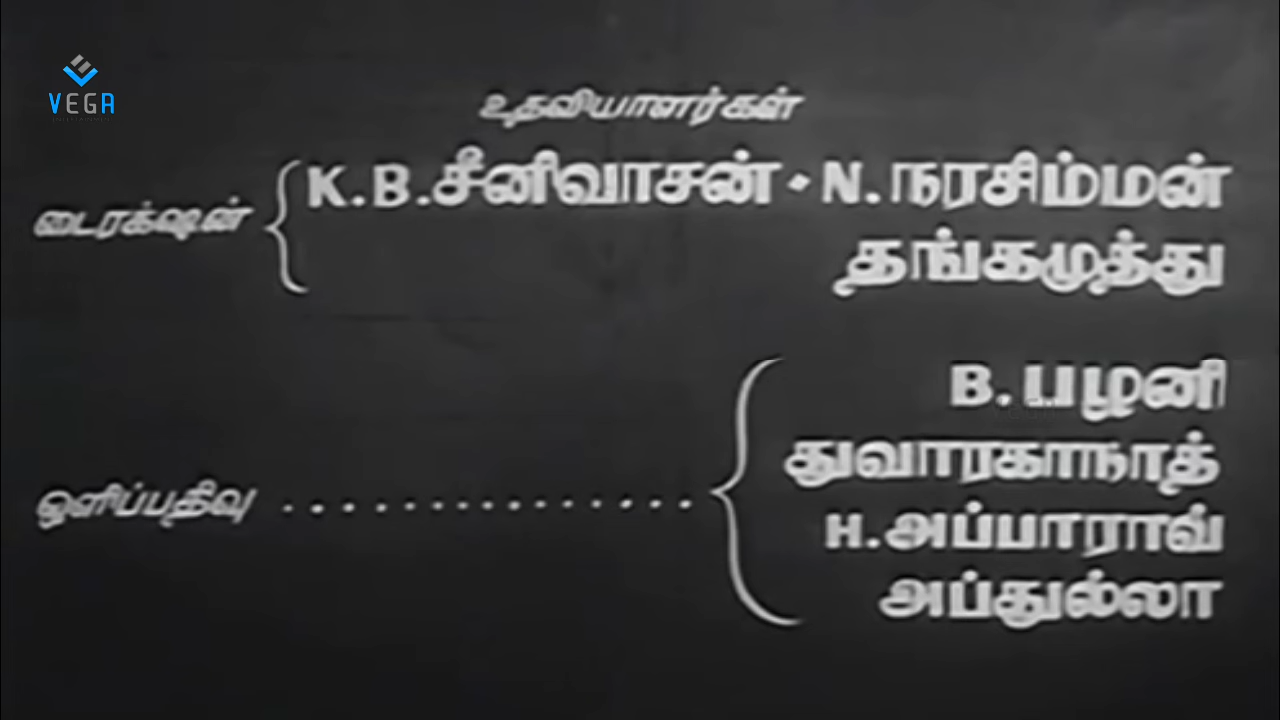 VEGA
உதவியாளர்கள்
டைரக்‌ஷன் { K.B.சீனிவாசன் • N.நரசிம்மன்
தங்கமுத்து
B.பழனி
துவாரகாநாத்
ஒளிப்பதிவு ..............
H.அப்பாராவ்
அப்துல்லா